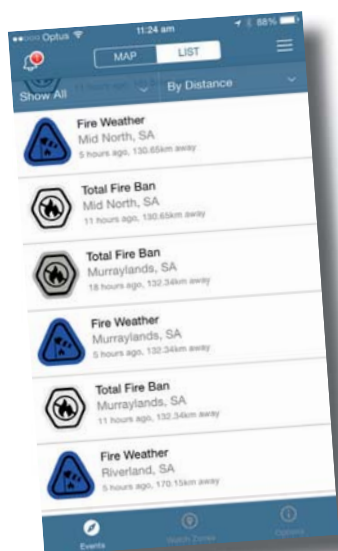 Optus 11:24 am 88%
MAP LIST
Show All By Distance
Fire Weather
Mid North, SA
5 hours ago, 130.65km away
Total Fire Ban
Mid North, SA
11 hours ago, 130.65km away
Total Fire Ban
Murraylands, SA
18 hours ago, 132.34km away
Fire Weather
Murraylands, SA
5 hours ago, 132.34km away
Total Fire Ban
Murraylands, SA
11 hours ago, 132.34km away
Fire Weather
Riverland, SA
5 hours ago, 170.15km away
Events Watch Zones Options